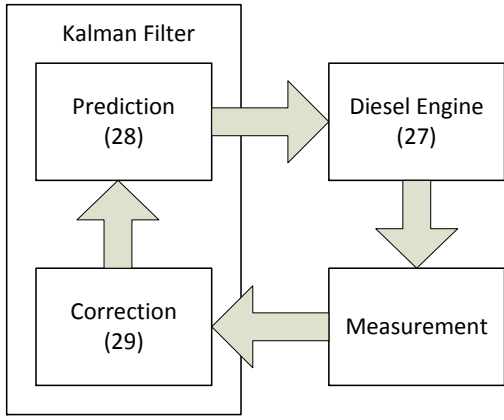 Kalman Filter
Prediction
(28)
Diesel Engine
(27)
Correction
(29)
Measurement